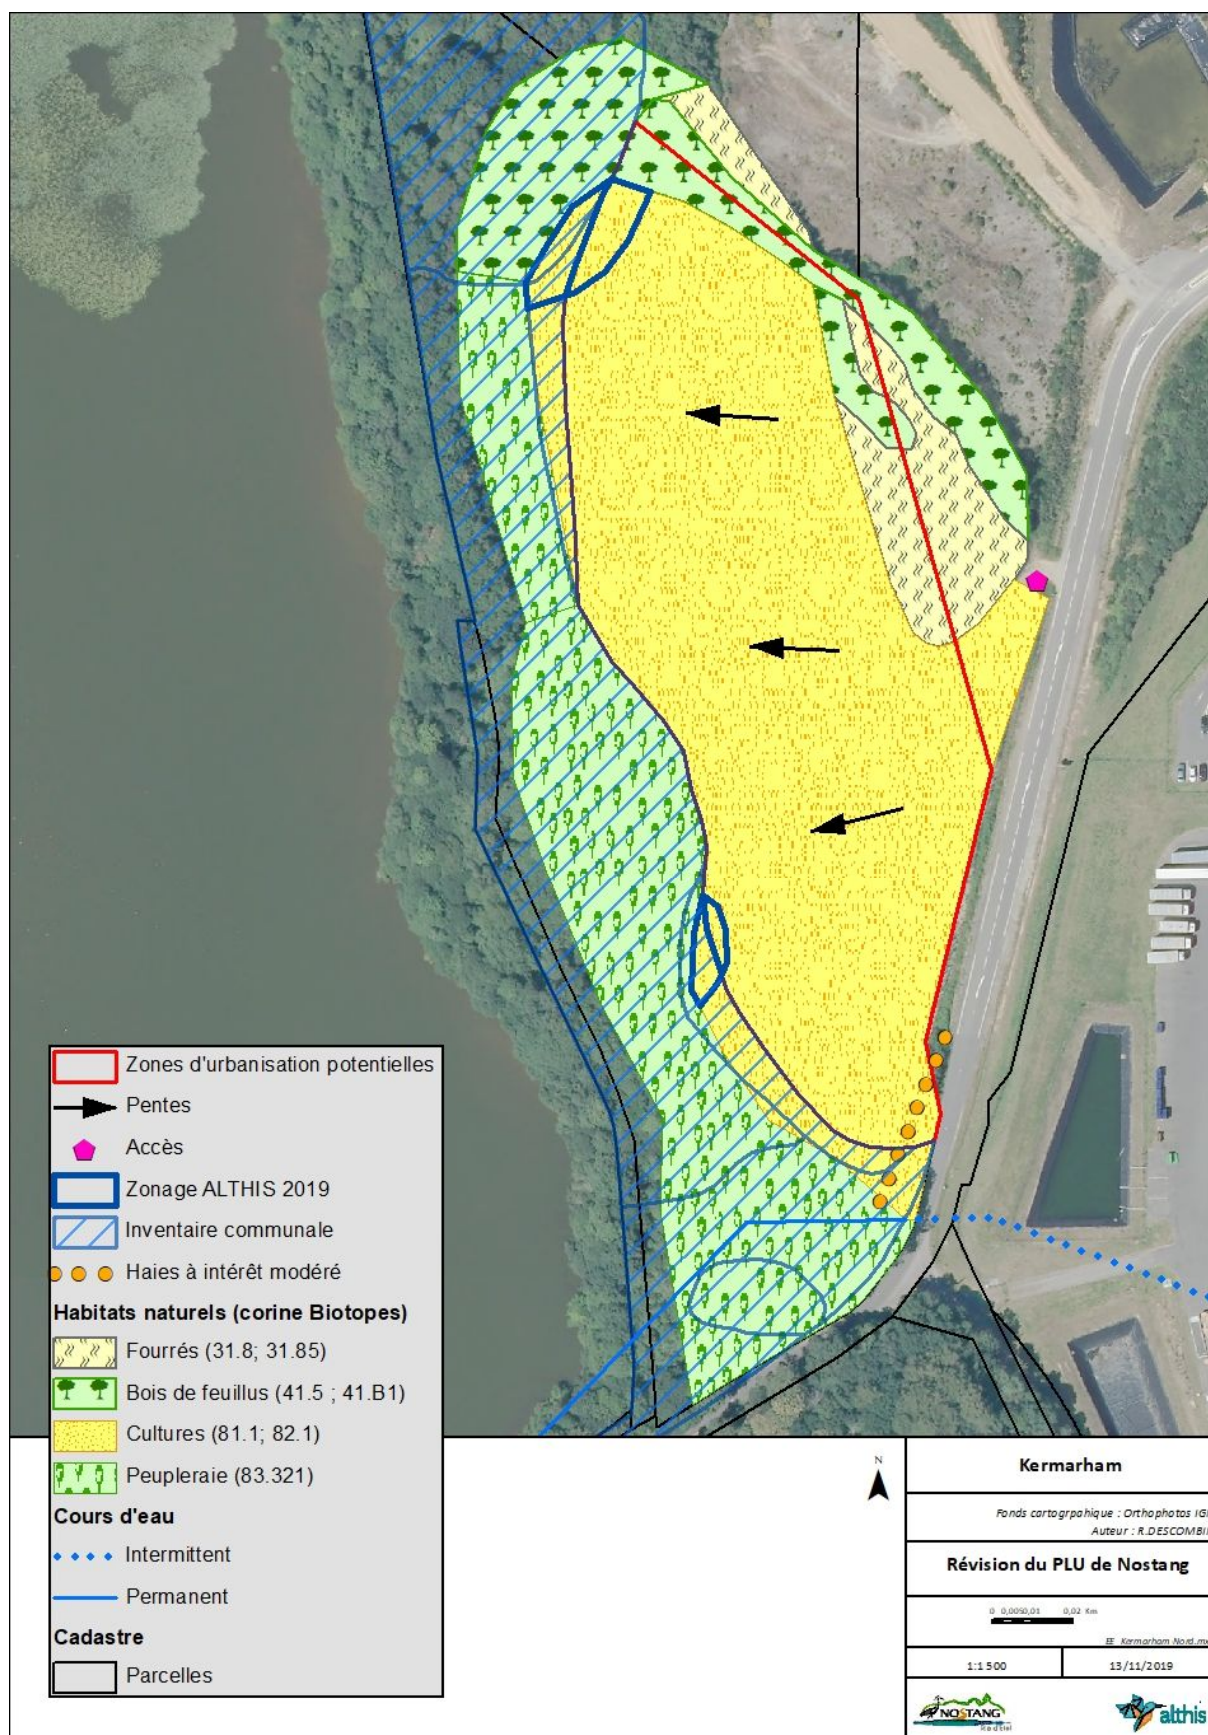 Zones d'urbanisation potentielles
Pentes
Accès
Zonage ALTHIS 2019
Inventaire communale
Haies à intérêt modéré
Habitats naturels (corine Biotopes)
Fourrés (31.8; 31.85)
Bois de feuillus (41.5 ; 41.B1)
Cultures (81.1; 82.1)
Peupleraie (83.321)
Cours d'eau
Intermittent
Permanent
Cadastre
Parcelles
N
Kermarham
Fonds cartogrpahique : Orthophotos IG
Auteur : R.DESCOMBI
Révision du PLU de Nostang
0 0,0050,01 0,02 Km
EE Kermarham Nord.m
1:1 500
13/11/2019
NOSTANG
althis